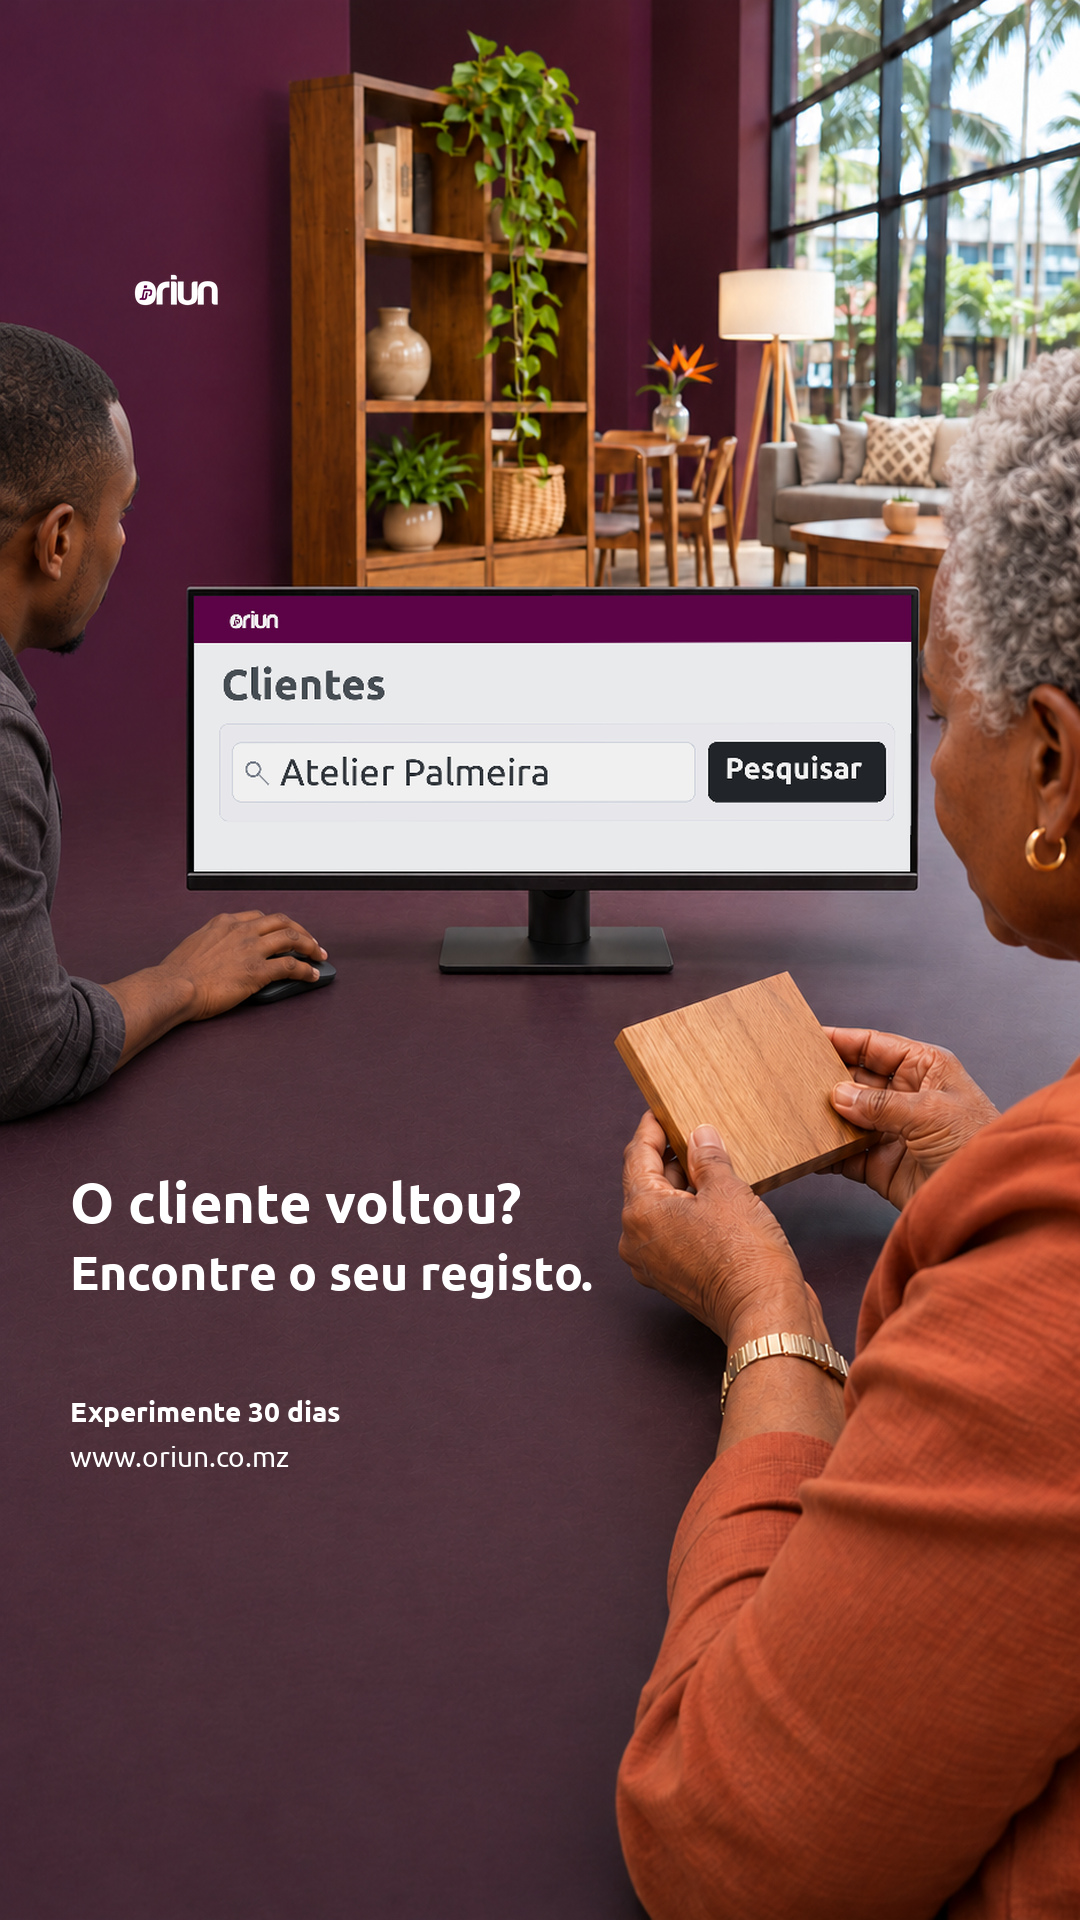 oriun
oriun
Clientes
Atelier Palmeira
Pesquisar
O cliente voltou?
Encontre o seu registo.
Experimente 30 dias
www.oriun.co.mz